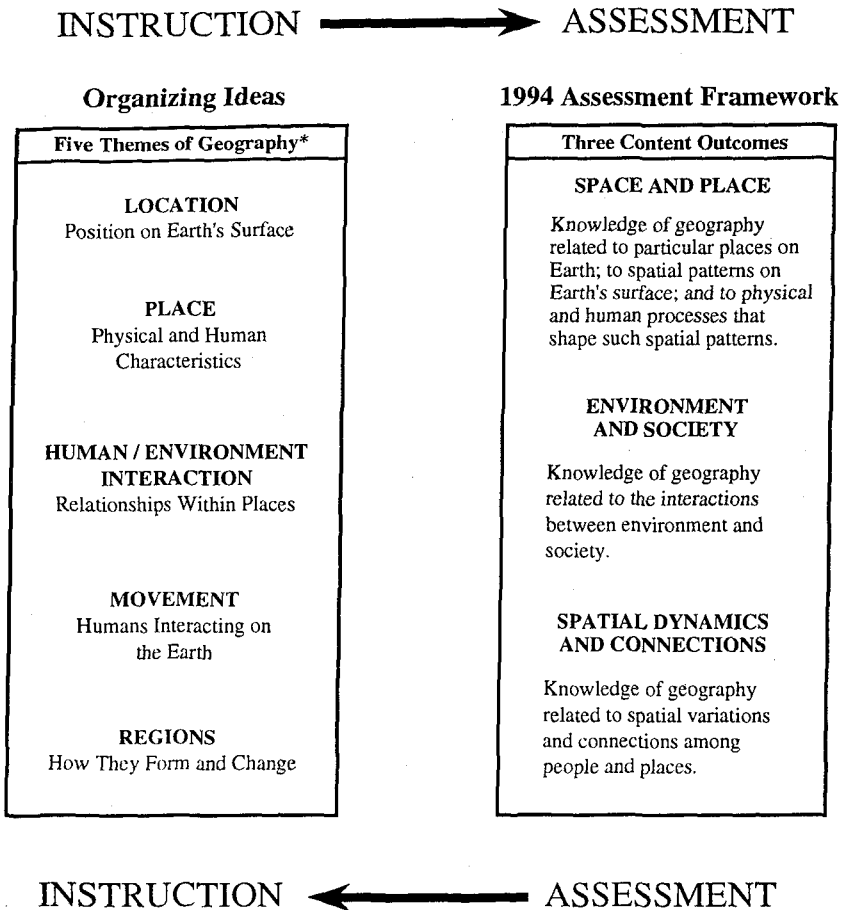 INSTRUCTION ASSESSMENT
Organizing Ideas
Five Themes of Geography*
LOCATION
Position on Earth's Surface
PLACE
Physical and Human
Characteristics
HUMAN / ENVIRONMENT
INTERACTION
Relationships Within Places
MOVEMENT
Humans Interacting on
the Earth
REGIONS
How They Form and Change
1994 Assessment Framework
Three Content Outcomes
SPACE AND PLACE
Knowledge of geography
related to particular places on
Earth; to spatial patterns on
Earth's surface; and to physical
and human processes that
shape such spatial patterns.
ENVIRONMENT
AND SOCIETY
Knowledge of geography
related to the interactions
between environment and
society.
SPATIAL DYNAMICS
AND CONNECTIONS
Knowledge of geography
related to spatial variations
and connections among
people and places.
INSTRUCTION ASSESSMENT